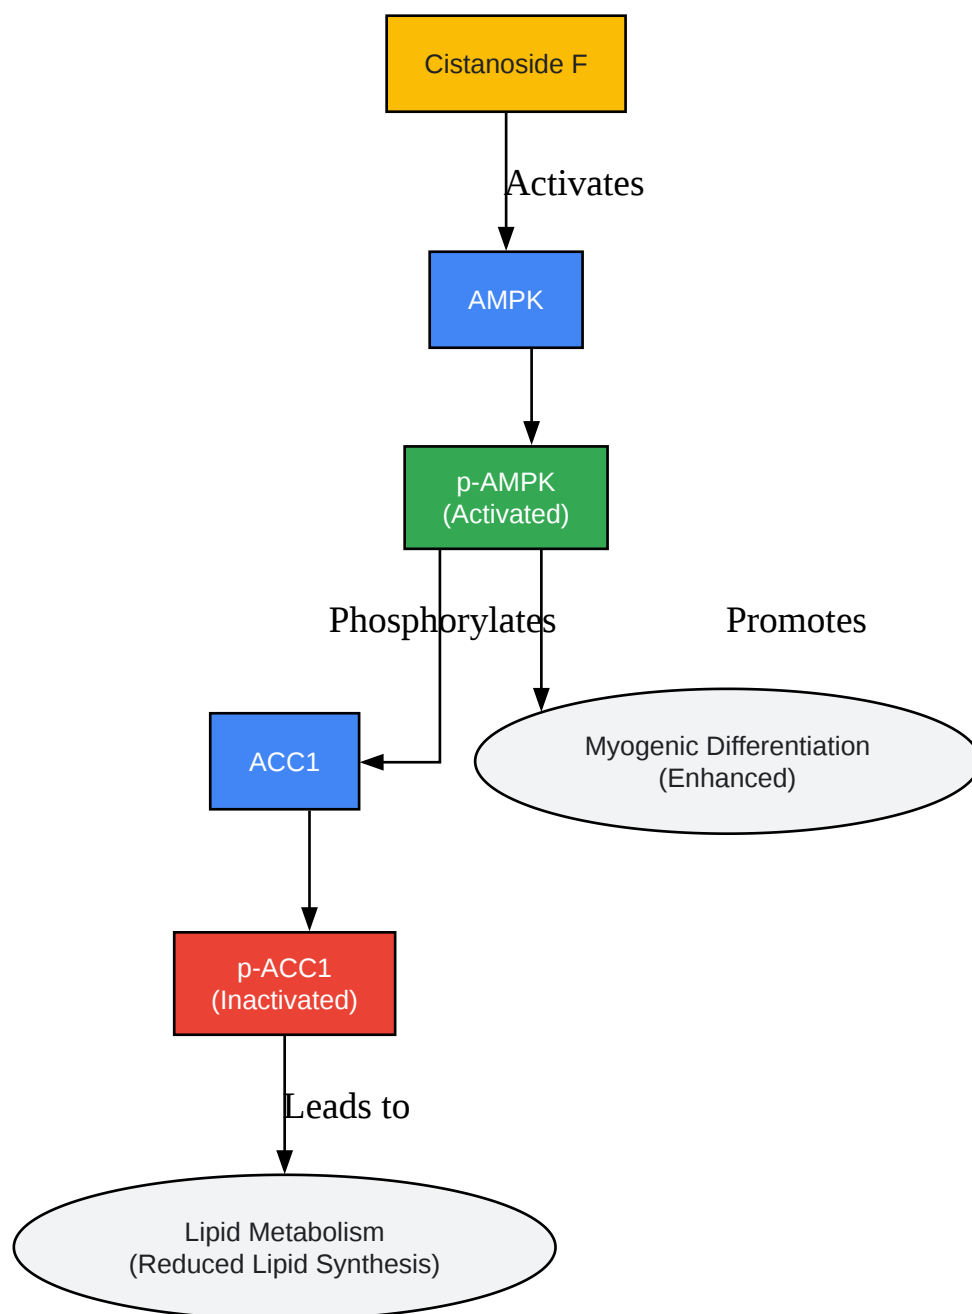 Cistanoside F
Activates
AMPK
p-AMPK
(Activated)
Phosphorylates
Promotes
ACC1
Myogenic Differentiation
(Enhanced)
p-ACC1
(Inactivated)
Leads to
Lipid Metabolism
(Reduced Lipid Synthesis)